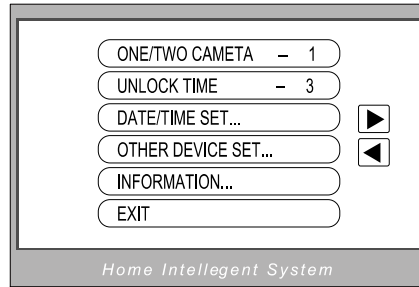 ONE/TWO CAMETA – 1
UNLOCK TIME – 3
DATE/TIME SET...
OTHER DEVICE SET...
INFORMATION...
EXIT
Home Intellegent System